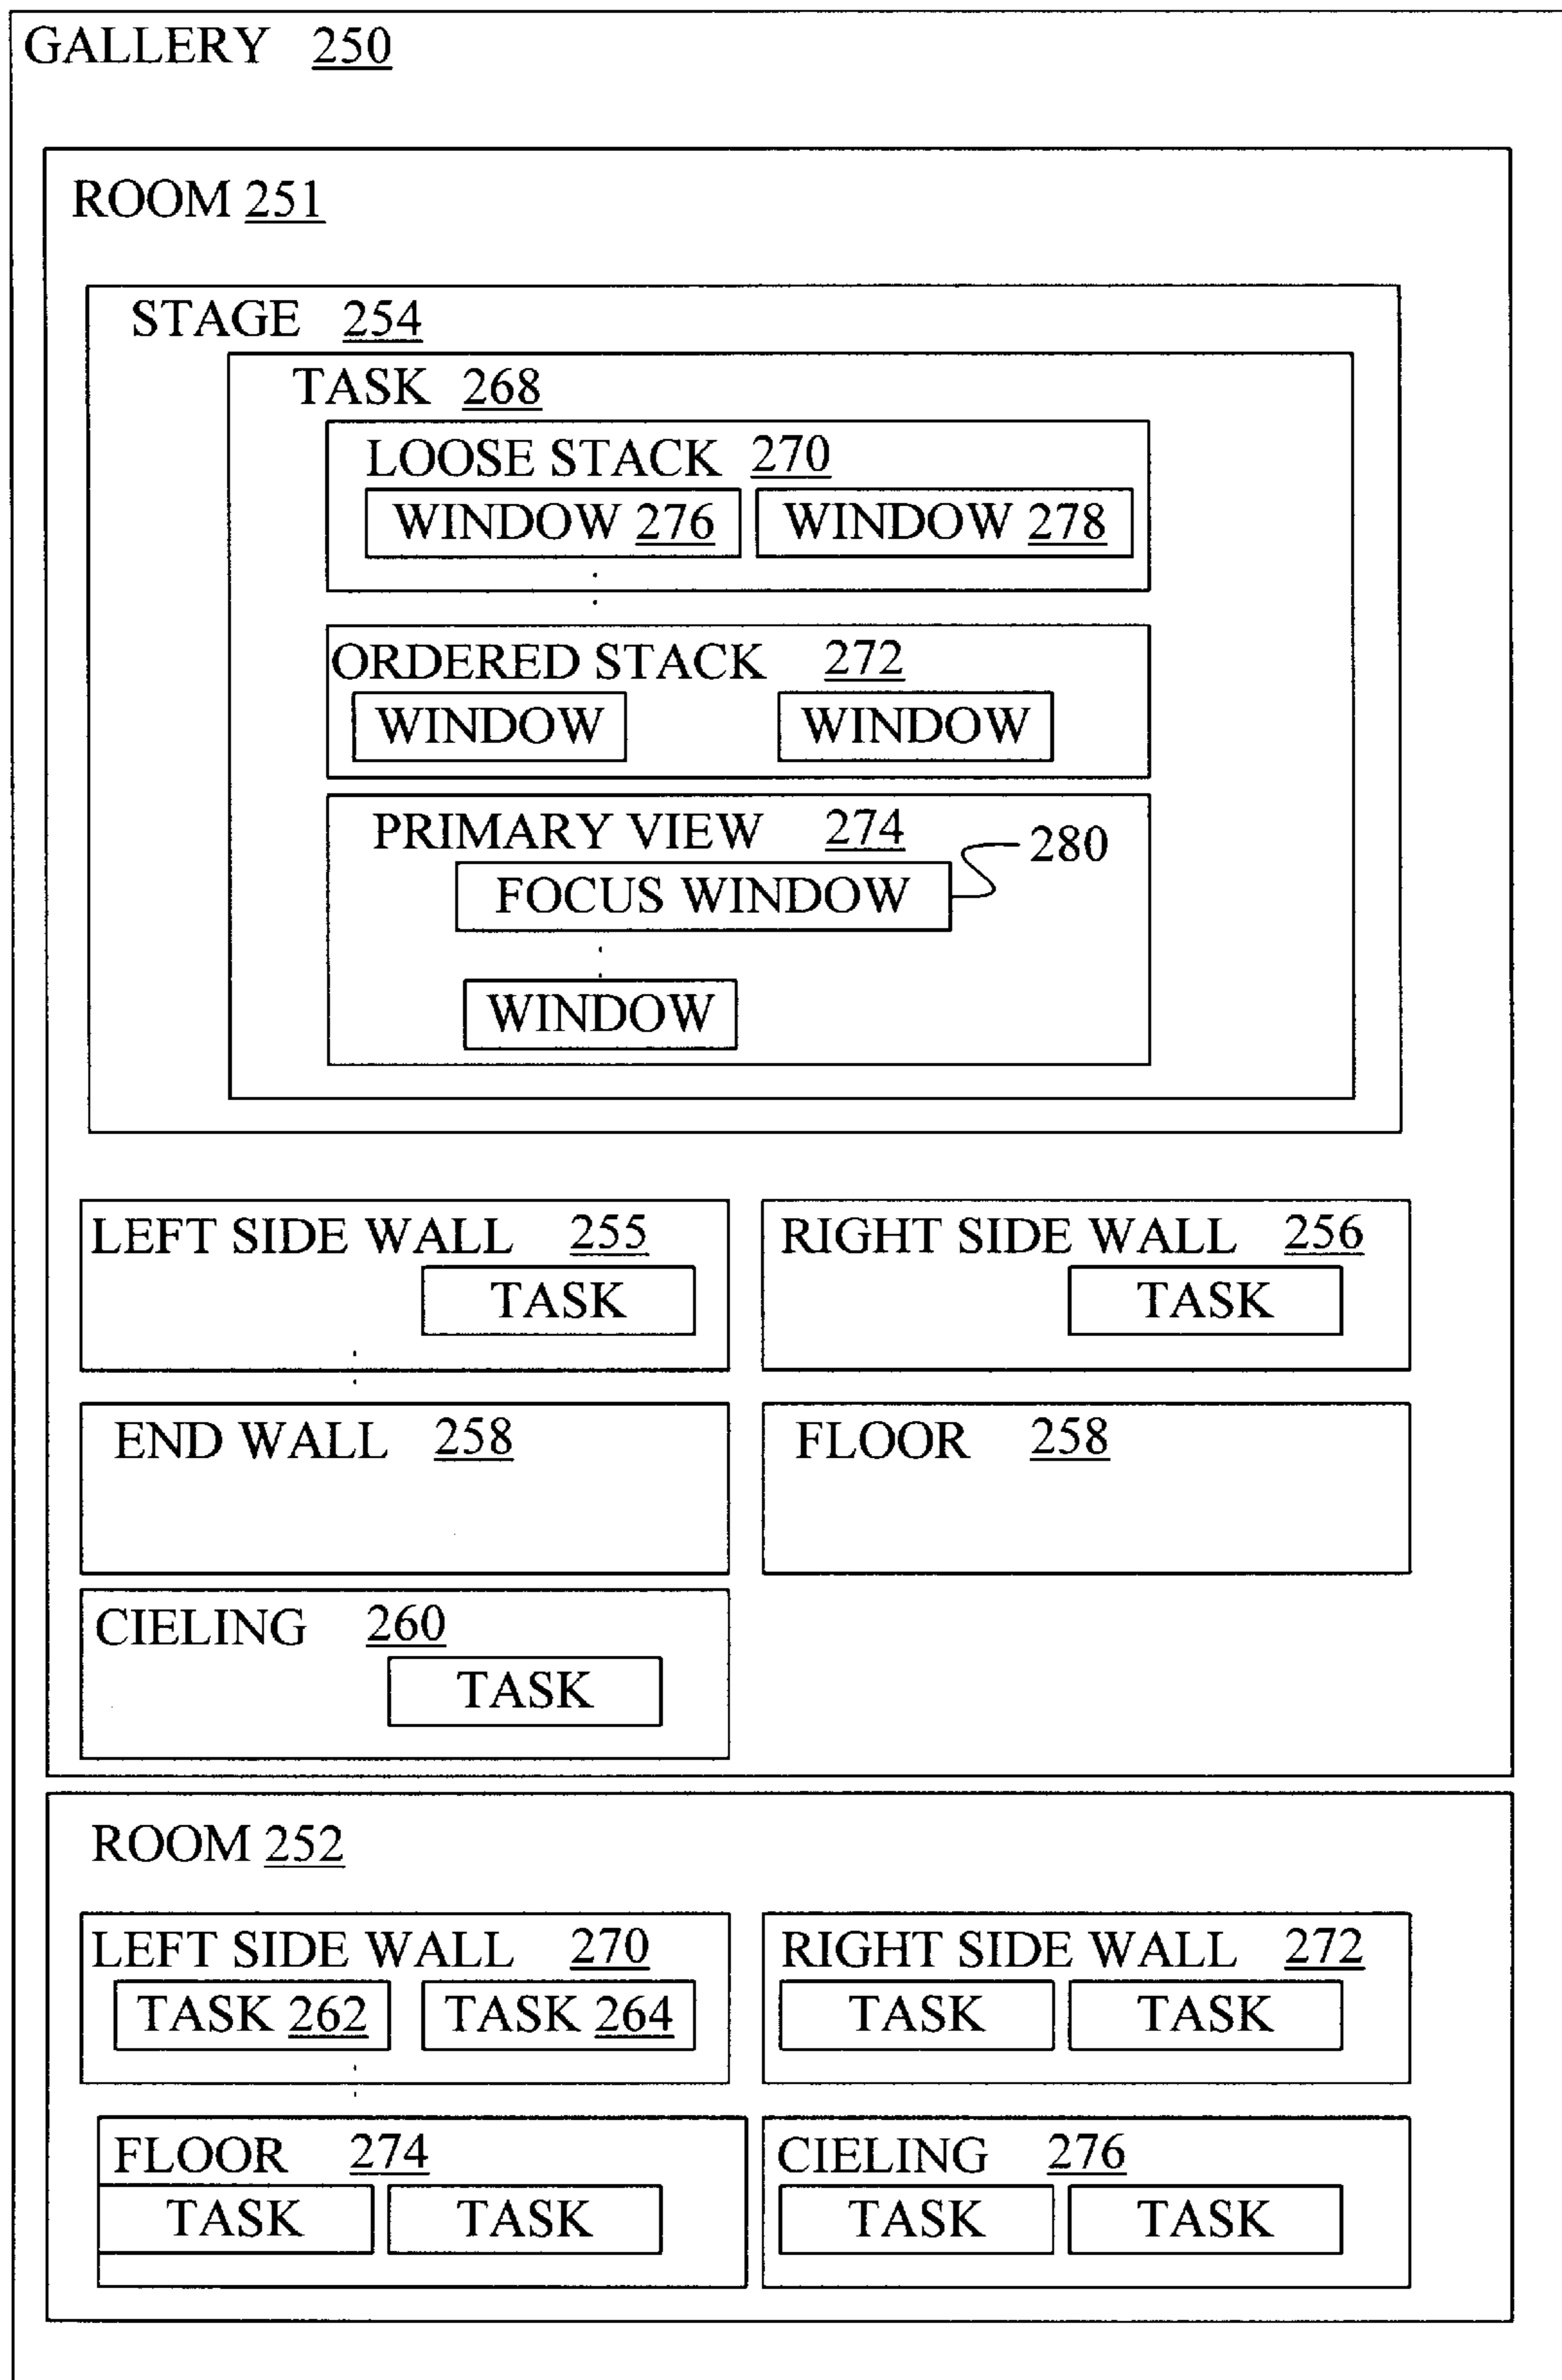 GALLERY 250
ROOM 251
STAGE 254
TASK 268
LOOSE STACK 270
WINDOW 276 WINDOW 278
ORDERED STACK 272
WINDOW WINDOW
PRIMARY VIEW 274 280
FOCUS WINDOW
WINDOW
LEFT SIDE WALL 255 RIGHT SIDE WALL 256
TASK TASK
END WALL 258 FLOOR 258
CIELING 260
TASK
ROOM 252
LEFT SIDE WALL 270 RIGHT SIDE WALL 272
TASK 262 TASK 264 TASK TASK
FLOOR 274 CIELING 276
TASK TASK TASK TASK